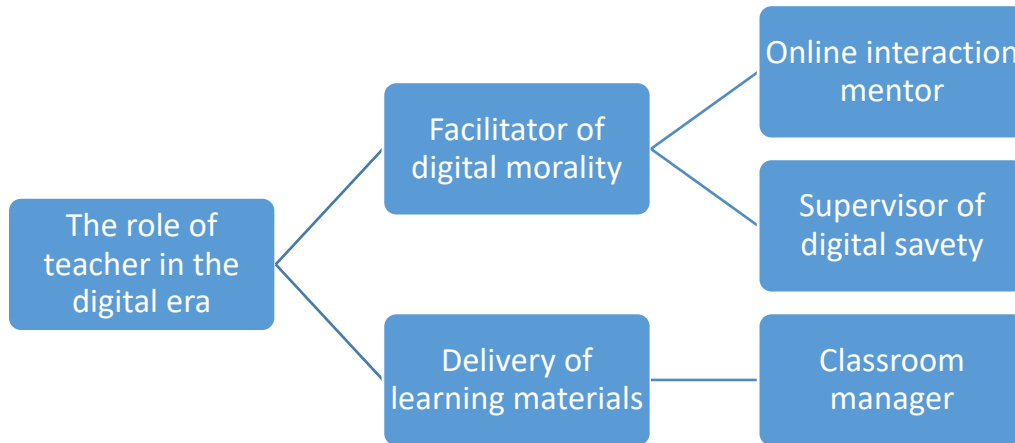 The role of
teacher in the
digital era
Facilitator of
digital morality
Online interaction
mentor
Supervisor of
digital savety
Delivery of
learning materials
Classroom
manager